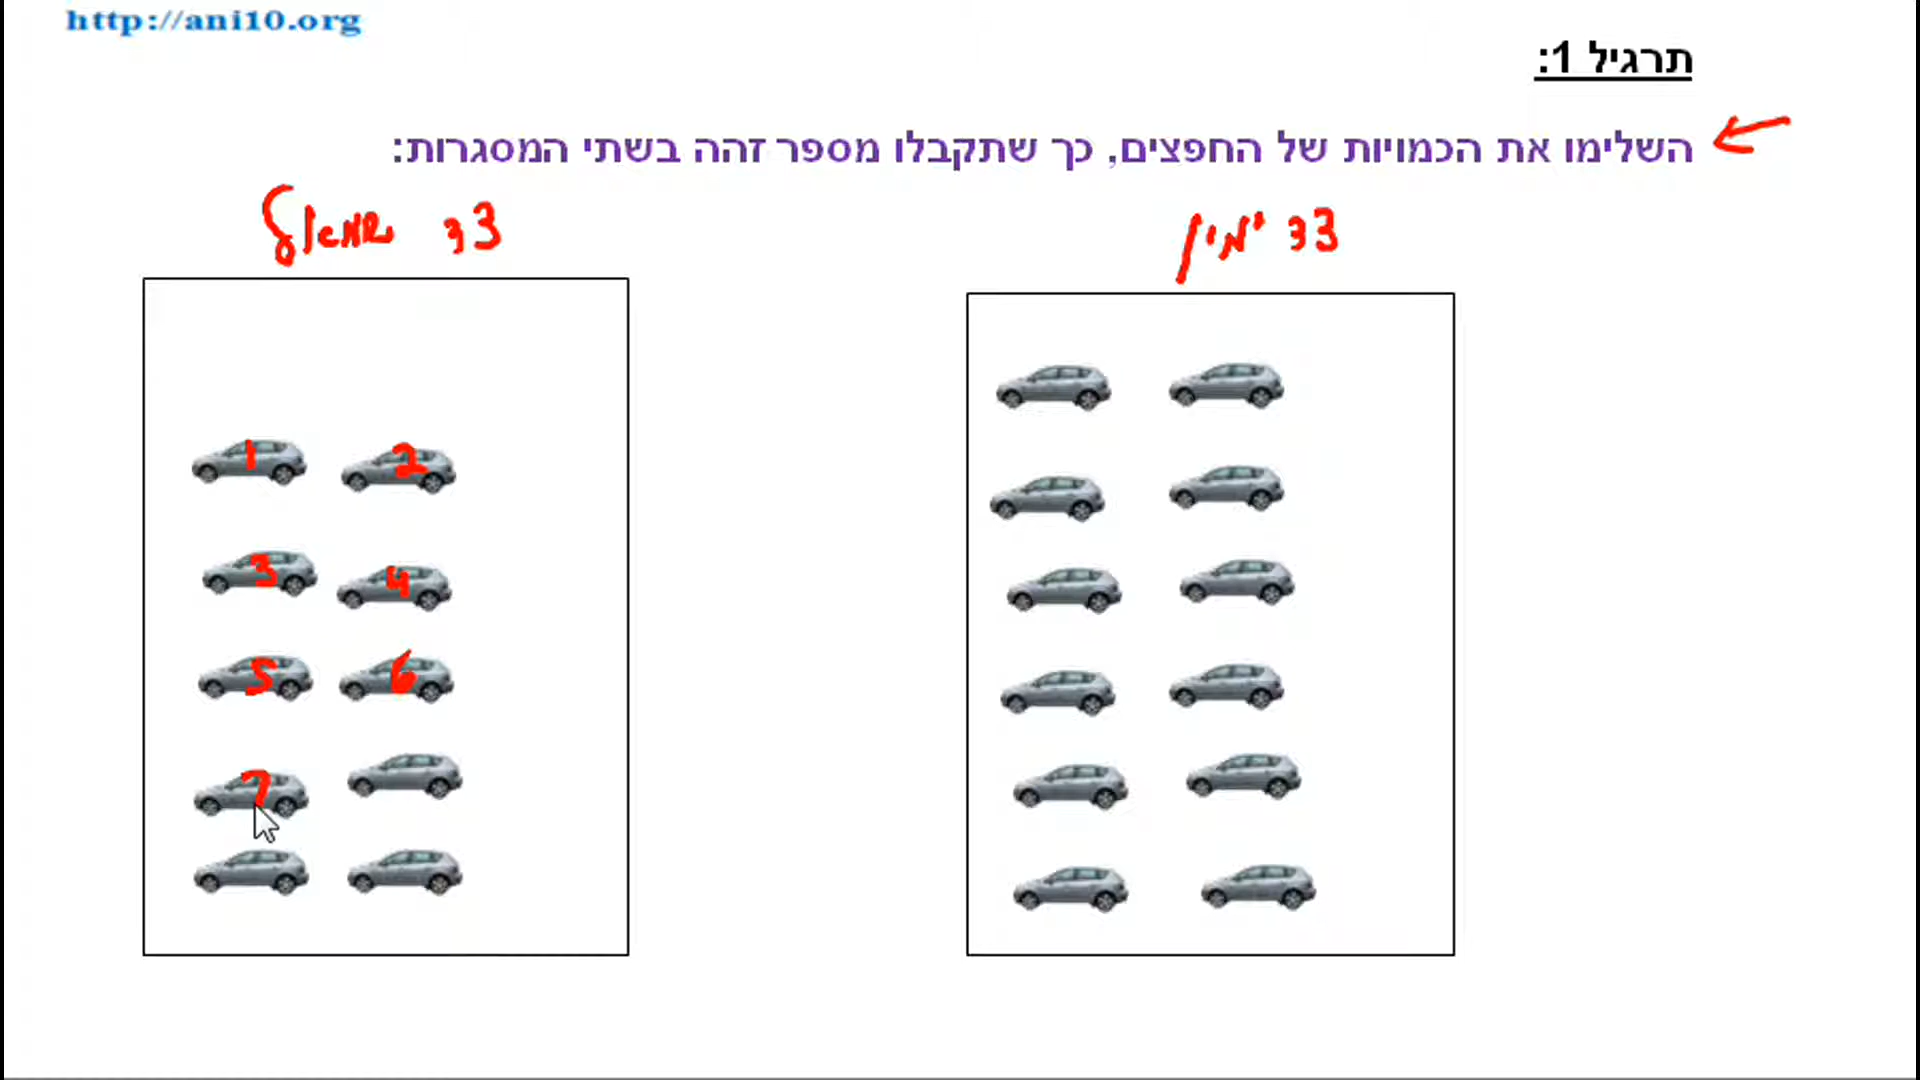 http://ani10.org
תרגיל 1:
השלימו את הכמויות של החפצים, כך שתקבלו מספר זהה בשתי המסגרות:
צד ימין
צד שמאל
1 2
3 4
5 6
7